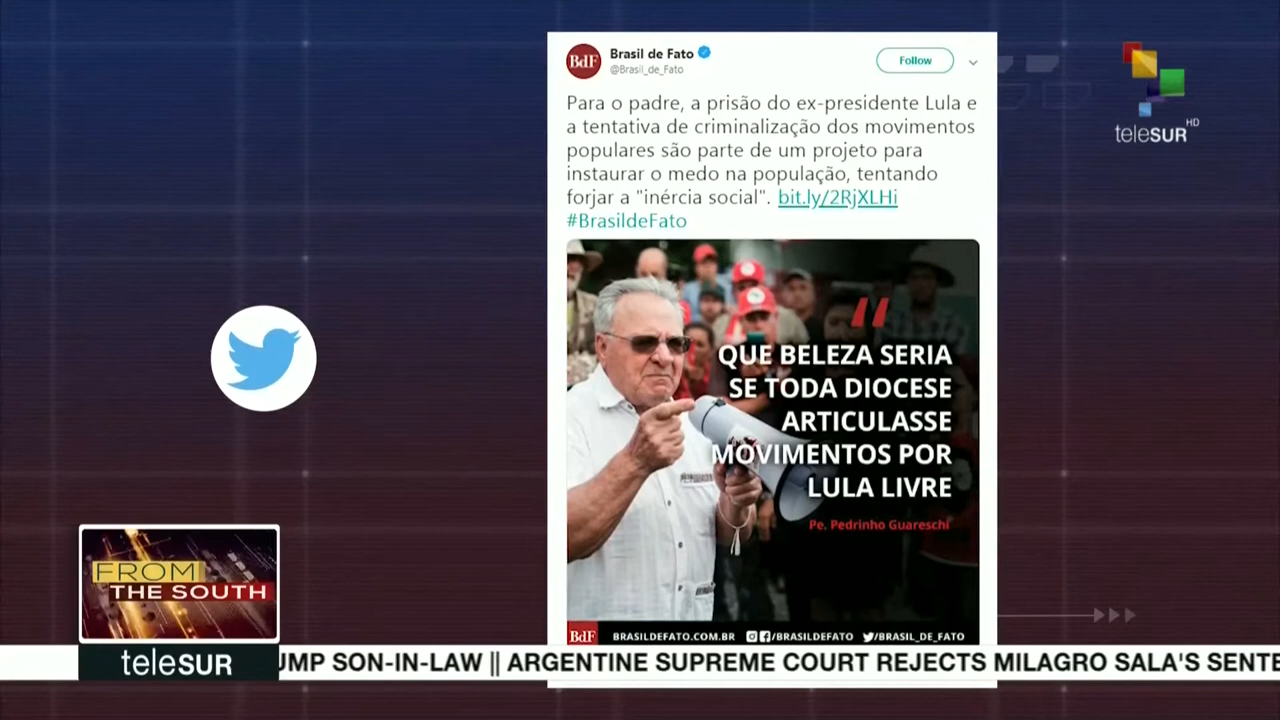 BdF
Brasil de Fato
@Brasil_de_Fato
Follow
Para o padre, a prisão do ex-presidente Lula e
a tentativa de criminalização dos movimentos
populares são parte de um projeto para
instaurar o medo na população, tentando
forjar a "inércia social". bit.ly/2RjXLHi
#BrasildeFato
"
QUE BELEZA SERIA
SE TODA DIOCESE
ARTICULASSE
MOVIMENTOS POR
LULA LIVRE
Pe. Pedrinho Guareschi
BdF BRASILDEFATO.COM.BR /BRASILDEFATO /BRASIL_DE_FATO
teleSUR HD
FROM
THE SOUTH
teleSUR
UMP SON-IN-LAW || ARGENTINE SUPREME COURT REJECTS MILAGRO SALA'S SENTE